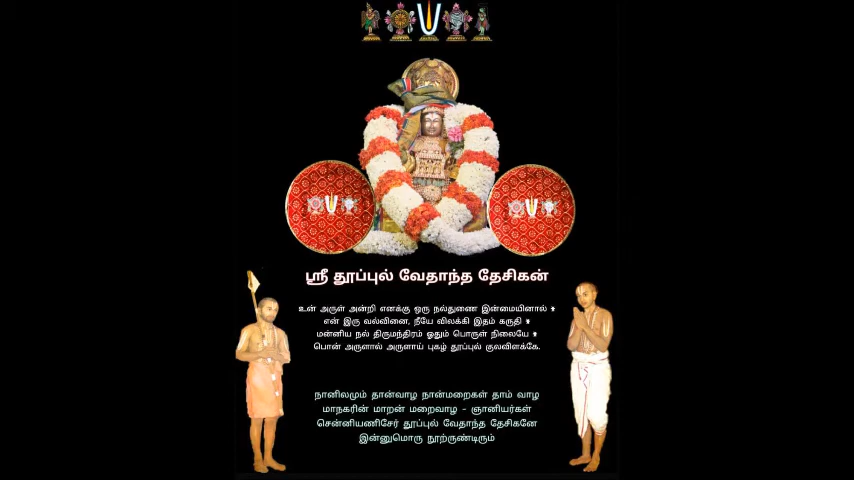 ஸ்ரீ தூப்புல் வேதாந்த தேசிகன்
உன் அருள் அன்றி எனக்கு ஒரு நல்துணை இன்மையினால் *
என் இரு வல்வினை, நீயே விலக்கி இதம் கருதி *
மன்னிய நல் திருமந்திரம் ஓதும் பொருள் நிலையே *
பொன் அருளால் அருளாய் புகழ் தூப்புல் குலவிளக்கே.
நானிலமும் தான்வாழ நான்மறைகள் தாம் வாழ
மாநகரின் மாறன் மறைவாழ - ஞானியர்கள்
சென்னியணிசேர் தூப்புல் வேதாந்த தேசிகனே
இன்னுமொரு நூற்ருண்டிரும்